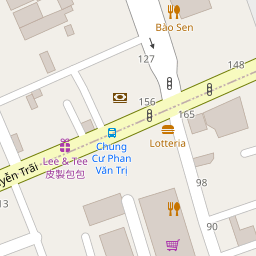 Bảo Sen
127
148
156
165
Chung
Cư Phan
Văn Trị
Lotteria
Lee & Tee
皮製包包
yễn Trãi
98
13
90